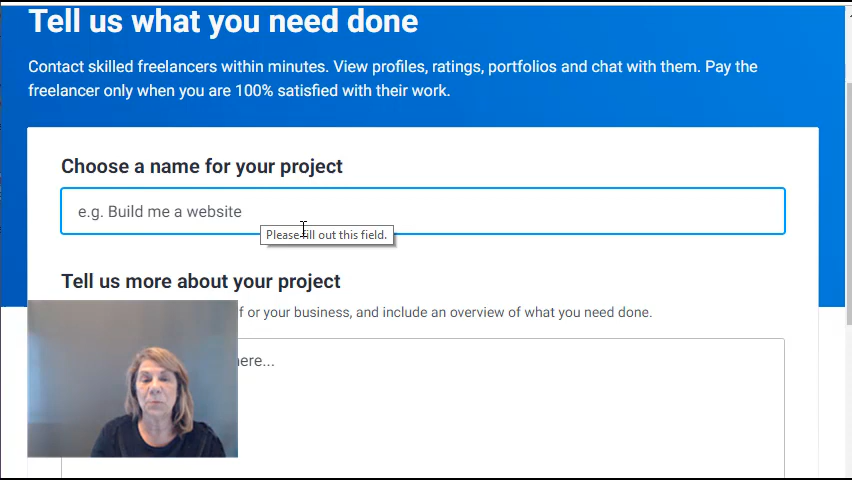 Tell us what you need done
Contact skilled freelancers within minutes. View profiles, ratings, portfolios and chat with them. Pay the
freelancer only when you are 100% satisfied with their work.
Choose a name for your project
e.g. Build me a website
Please fill out this field.
Tell us more about your project
f or your business, and include an overview of what you need done.
here...